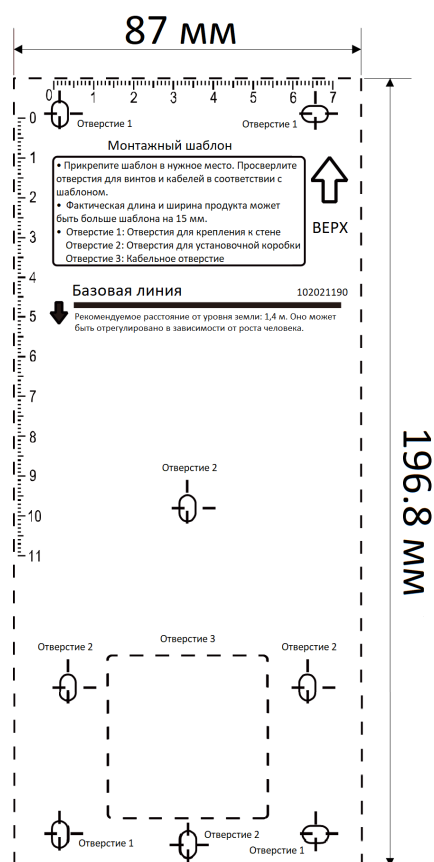 87 мм
0 1 2 3 4 5 6 7
0
Отверстие 1
Отверстие 1
Монтажный шаблон
1
• Прикрепите шаблон в нужное место. Просверлите
отверстия для винтов и кабелей в соответствии с
шаблоном.
2
• Фактическая длина и ширина продукта может
быть больше шаблона на 15 мм.
ВЕРХ
3
• Отверстие 1: Отверстия для крепления к стене
Отверстие 2: Отверстия для установочной коробки
Отверстие 3: Кабельное отверстие
4
Базовая линия
102021190
5
Рекомендуемое расстояние от уровня земли: 1,4 м. Оно может
быть отрегулировано в зависимости от роста человека.
6
7
8
9
10
11
196.8 мм
Отверстие 2
Отверстие 3
Отверстие 2
Отверстие 2
Отверстие 1
Отверстие 2
Отверстие 1